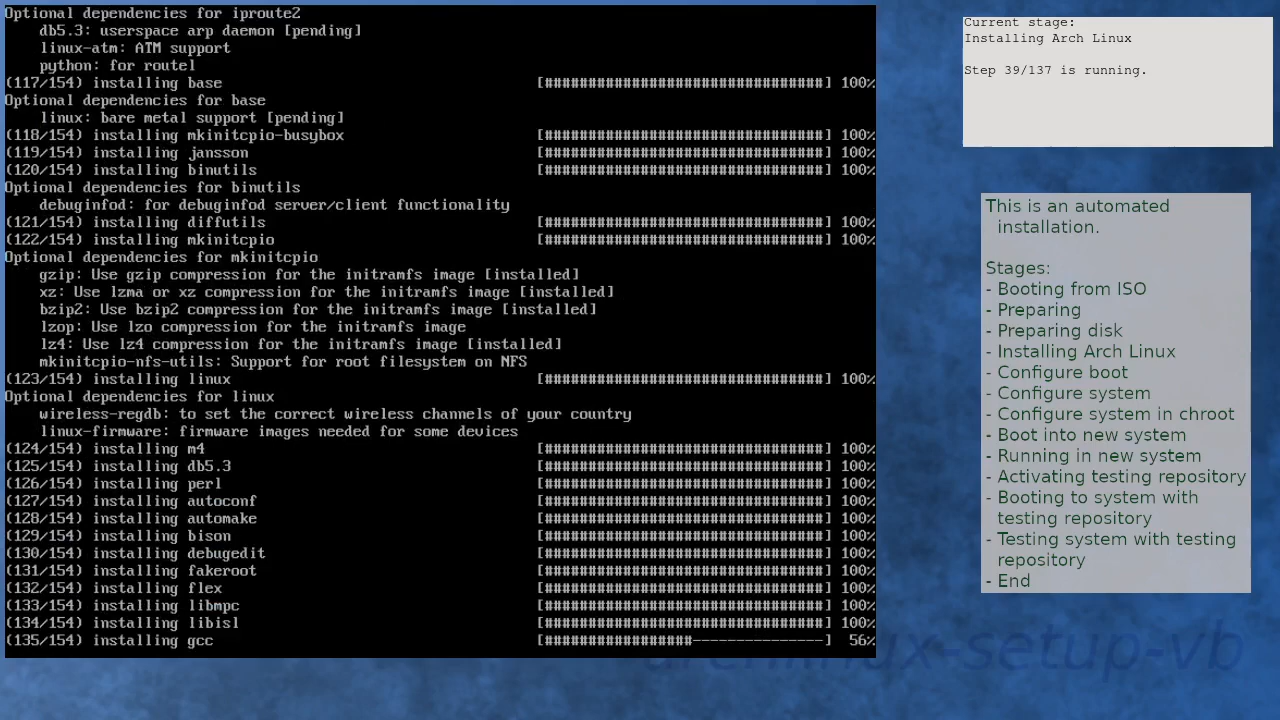 Optional dependencies for iproute2
db5.3: userspace arp daemon [pending]
linux-atm: ATM support
python: for routel
(117/154) installing base [################################] 100%
Optional dependencies for base
linux: bare metal support [pending]
(118/154) installing mkinitcpio-busybox [################################] 100%
(119/154) installing jansson [################################] 100%
(120/154) installing binutils [################################] 100%
Optional dependencies for binutils
debuginfod: for debuginfod server/client functionality
(121/154) installing diffutils [################################] 100%
(122/154) installing mkinitcpio [################################] 100%
Optional dependencies for mkinitcpio
gzip: Use gzip compression for the initramfs image [installed]
xz: Use lzma or xz compression for the initramfs image [installed]
bzip2: Use bzip2 compression for the initramfs image [installed]
lzop: Use lzo compression for the initramfs image
lz4: Use lz4 compression for the initramfs image [installed]
mkinitcpio-nfs-utils: Support for root filesystem on NFS
(123/154) installing linux [################################] 100%
Optional dependencies for linux
wireless-regdb: to set the correct wireless channels of your country
linux-firmware: firmware images needed for some devices
(124/154) installing m4 [################################] 100%
(125/154) installing db5.3 [################################] 100%
(126/154) installing perl [################################] 100%
(127/154) installing autoconf [################################] 100%
(128/154) installing automake [################################] 100%
(129/154) installing bison [################################] 100%
(130/154) installing debugedit [################################] 100%
(131/154) installing fakeroot [################################] 100%
(132/154) installing flex [################################] 100%
(133/154) installing libmpc [################################] 100%
(134/154) installing libisl [################################] 100%
(135/154) installing gcc [#################---------------] 56%
Current stage:
Installing Arch Linux
Step 39/137 is running.
This is an automated
installation.
Stages:
- Booting from ISO
- Preparing
- Preparing disk
- Installing Arch Linux
- Configure boot
- Configure system
- Configure system in chroot
- Boot into new system
- Running in new system
- Activating testing repository
- Booting to system with
testing repository
- Testing system with testing
repository
- End
archlinux-setup-vb